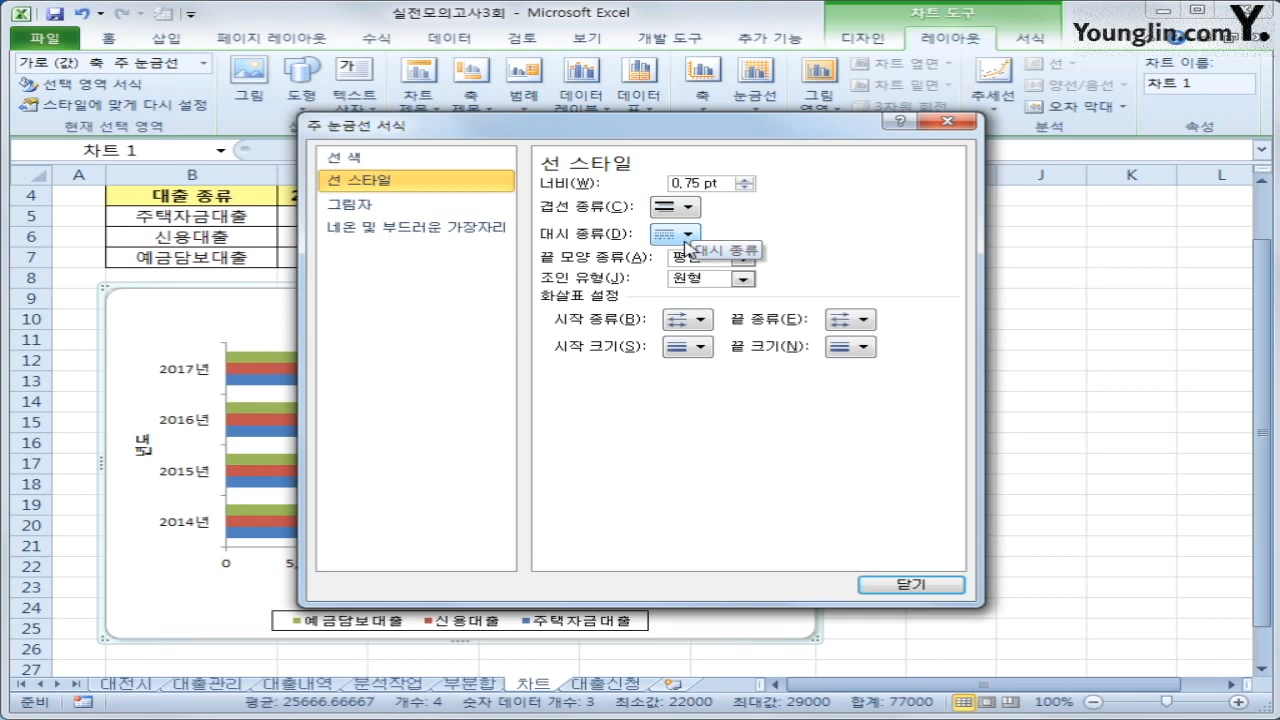 실전모의고사3회 - Microsoft Excel
차트 도구
YoungJin.com Y.
파일 홈 삽입 페이지 레이아웃 수식 데이터 검토 보기 개발 도구 추가 기능 디자인 레이아웃 서식
가로 (값) 축 주 눈금선
선택 영역 서식
스타일에 맞게 다시 설정
현재 선택 영역
그림 도형 텍스트 차트 축 범례 데이터 데이터 축 눈금선 그림 추세선
차트 옆면
차트 밑면
3차원 회전
선
양선/음선
오차 막대
분석
차트 이름:
차트 1
속성
차트 1
A B J K L
주 눈금선 서식
선 색
선 스타일
그림자
네온 및 부드러운 가장자리
선 스타일
너비(W): 0.75 pt
겹선 종류(C):
대시 종류(D):
대시 종류
끝 모양 종류(A):
조인 유형(J): 원형
화살표 설정
시작 종류(B): 끝 종류(E):
시작 크기(S): 끝 크기(N):
닫기
4 대출 종류 2
5 주택자금대출
6 신용대출
7 예금담보대출
8
9
10
11
12
13
14
15
16
17
18
19
20
21
22
23
24
25
26
27
2017년
2016년
2015년
2014년
년내
0 5,
예금담보대출 신용대출 주택자금대출
대전시 대출관리 대출내역 분석작업 부분합 차트 대출신청
준비 평균: 25666.66667 개수: 4 숫자 데이터 개수: 3 최소값: 22000 최대값: 29000 합계: 77000 100%